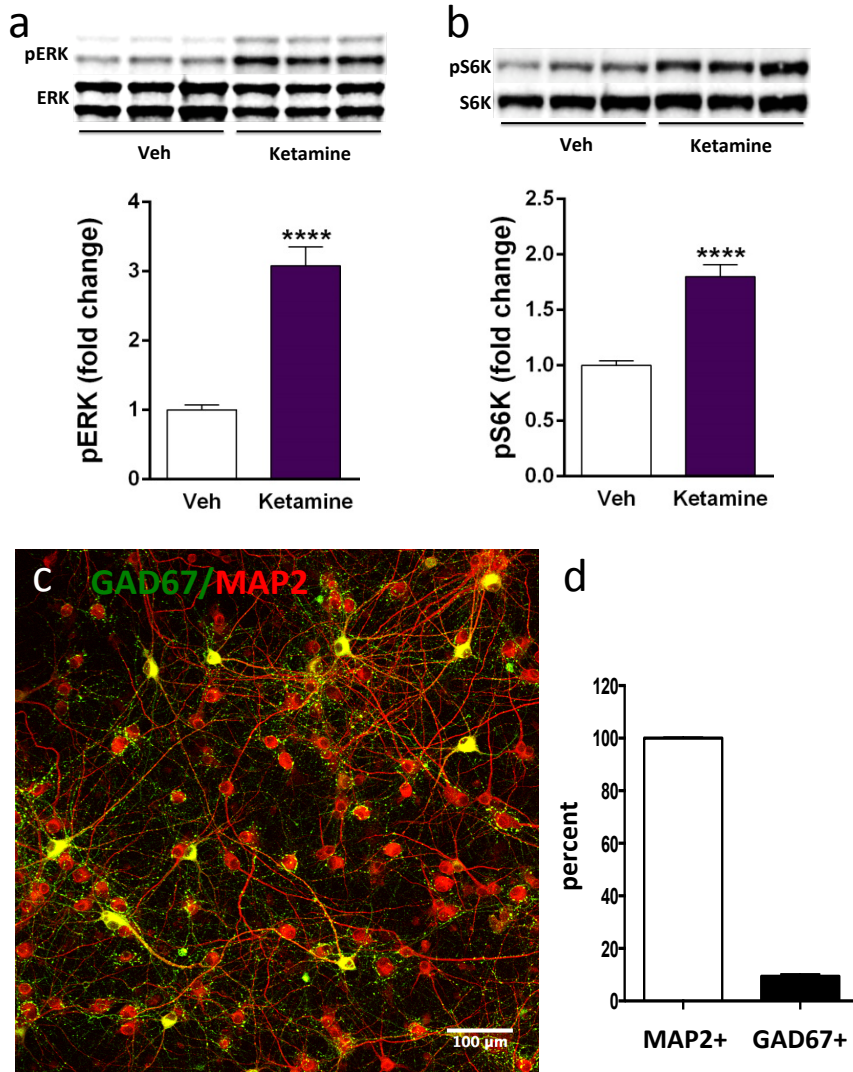 a
pERK
ERK
Veh Ketamine
pERK (fold change)
4
3
2
1
0
****
Veh Ketamine
b
pS6K
S6K
Veh Ketamine
pS6K (fold change)
2.5
2.0
1.5
1.0
0.5
0.0
****
Veh Ketamine
c
GAD67/MAP2
100 µm
d
percent
120
100
80
60
40
20
0
MAP2+ GAD67+